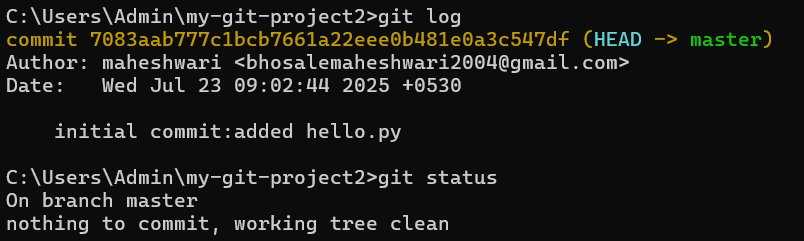 C:\Users\Admin\my-git-project2>git log
commit 7083aab777c1bcb7661a22eee0b481e0a3c547df (HEAD -> master)
Author: maheshwari <bhosalemaheshwari2004@gmail.com>
Date:   Wed Jul 23 09:02:44 2025 +0530

    initial commit:added hello.py

C:\Users\Admin\my-git-project2>git status
On branch master
nothing to commit, working tree clean